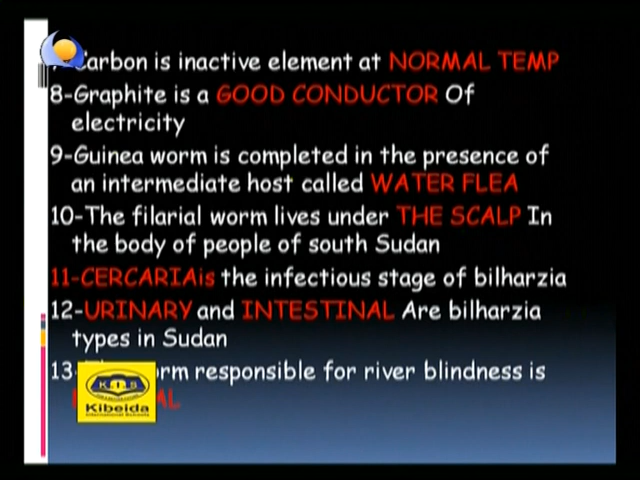 Carbon is inactive element at NORMAL TEMP
8-Graphite is a GOOD CONDUCTOR Of
electricity
9-Guinea worm is completed in the presence of
an intermediate host called WATER FLEA
10-The filarial worm lives under THE SCALP In
the body of people of south Sudan
11-CERCARIAis the infectious stage of bilharzia
12-URINARY and INTESTINAL Are bilharzia
types in Sudan
13 responsible for river blindness is
K.I.S
Kibeida
International Schools